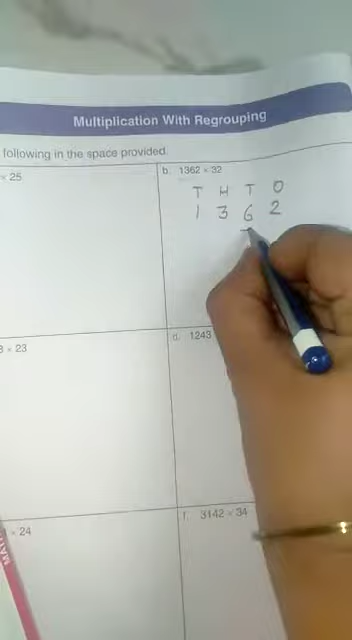 Multiplication With Regrouping
following in the space provided.
× 25
b. 1362 × 32
T H T O
1 3 6 2
3 × 23
d. 1243
× 24
f. 3142 × 34